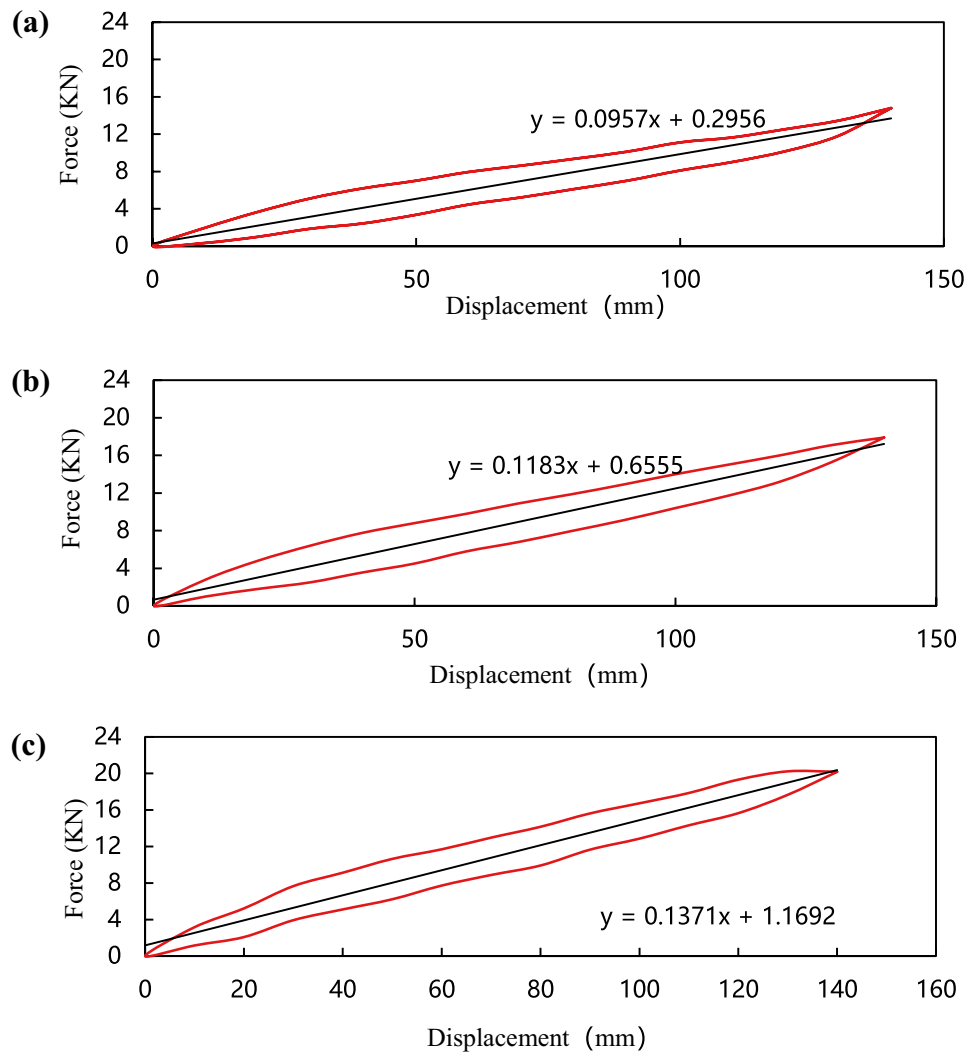 (a)
24
20
16
12
8
4
0
Force (KN)
y = 0.0957x + 0.2956
0 50 100 150
Displacement（mm）
(b)
24
20
16
12
8
4
0
Force (KN)
y = 0.1183x + 0.6555
0 50 100 150
Displacement（mm）
(c)
24
20
16
12
8
4
0
Force (KN)
y = 0.1371x + 1.1692
0 20 40 60 80 100 120 140 160
Displacement（mm）